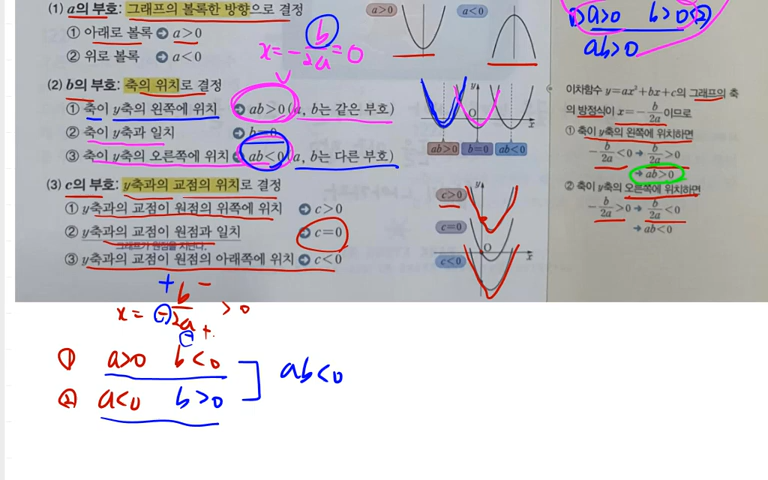 (1) a의 부호: 그래프의 볼록한 방향으로 결정
① 아래로 볼록 ➔ a>0
② 위로 볼록 ➔ a<0
a>0
a<0
x=-b/2a=0
(2) b의 부호: 축의 위치로 결정
① 축이 y축의 왼쪽에 위치 ➔ ab>0 (a, b는 같은 부호)
② 축이 y축과 일치 ➔ b=0
③ 축이 y축의 오른쪽에 위치 ➔ ab<0 (a, b는 다른 부호)
y
O
x
ab>0 b=0 ab<0
(3) c의 부호: y축과의 교점의 위치로 결정
① y축과의 교점이 원점의 위쪽에 위치 ➔ c>0
② y축과의 교점이 원점과 일치 ➔ c=0
그래프가 원점을 지난다.
③ y축과의 교점이 원점의 아래쪽에 위치 ➔ c<0
y
c>0
c=0
O
c<0
x
① a>0 b>0 ②
ab>0
이차함수 y=ax²+bx+c의 그래프의 축
의 방정식이 x=-b/2a이므로
① 축이 y축의 왼쪽에 위치하면
-b/2a<0 → b/2a>0
→ ab>0
② 축이 y축의 오른쪽에 위치하면
-b/2a>0 → b/2a<0
→ ab<0
+ -
x = -b/2a > 0
- +
① a>0 b<0
② a<0 b>0
ab<0